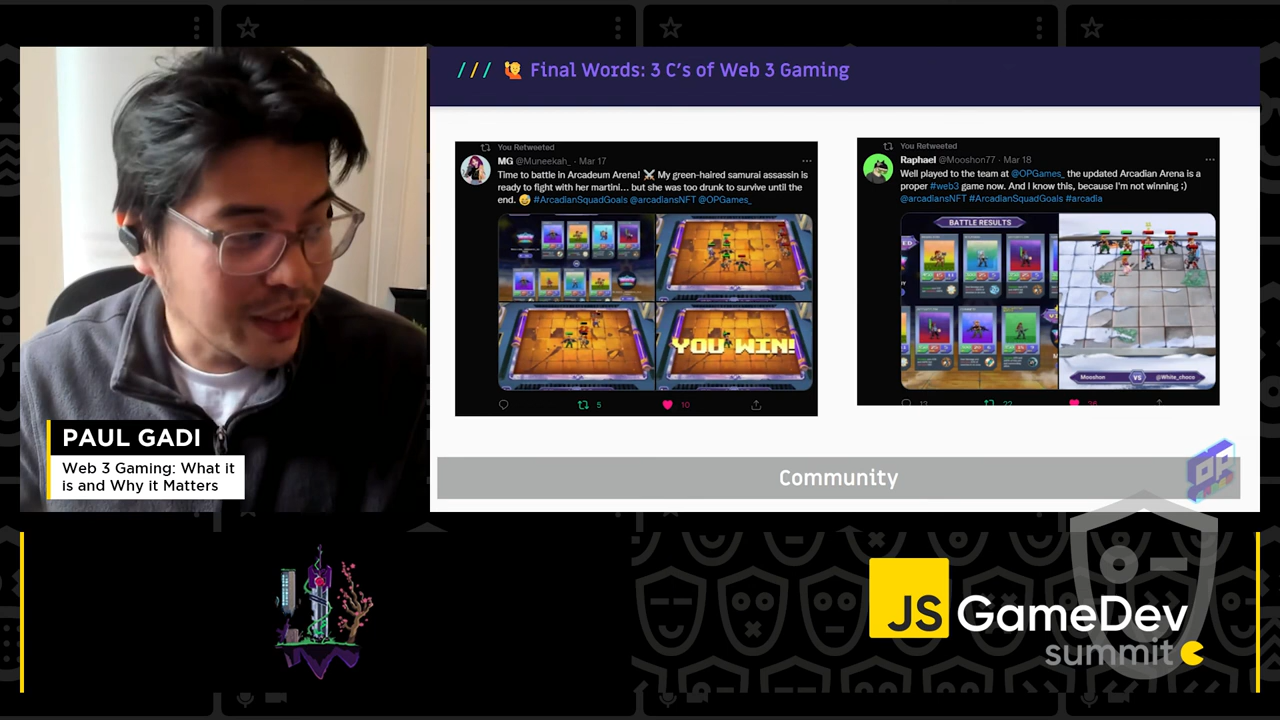 /// 🙋 Final Words: 3 C's of Web 3 Gaming
You Retweeted
MG @Muneekah_ · Mar 17
Time to battle in Arcadeum Arena! ⚔️ My green-haired samurai assassin is
ready to fight with her martini... but she was too drunk to survive until the
end. 😅 #ArcadianSquadGoals @arcadiansNFT @OPGames_
YOU WIN!
5
10
You Retweeted
Raphael @Mooshon77 · Mar 18
Well played to the team at @OPGames_ the updated Arcadian Arena is a
proper #web3 game now. And I know this, because I'm not winning :)
@arcadiansNFT #ArcadianSquadGoals #arcadia
BATTLE RESULTS
Mooshon VS @White_choco
Community
OP
PAUL GADI
Web 3 Gaming: What it
is and Why it Matters
JS GameDev
summit